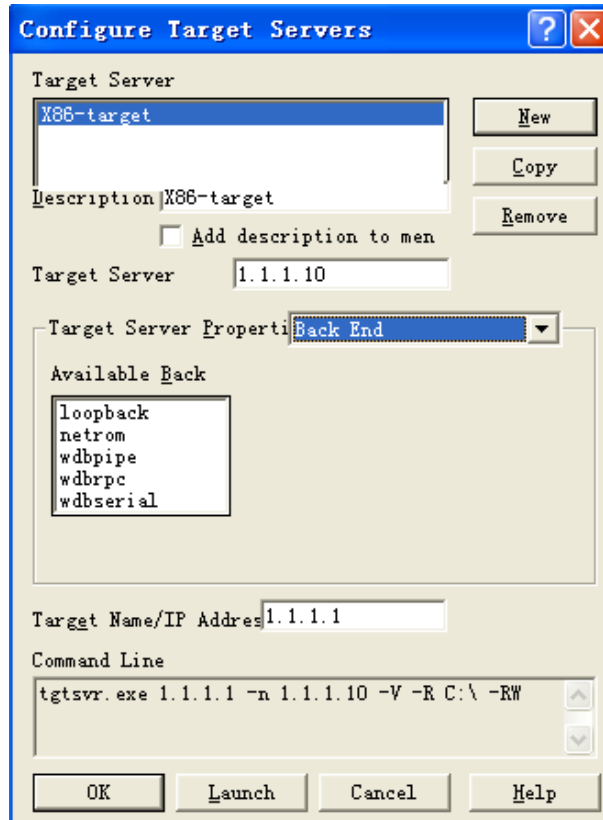 Configure Target Servers
Target Server
X86-target
New
Copy
Remove
Description X86-target
Add description to men
Target Server 1.1.1.10
Target Server Properti Back End
Available Back
loopback
netrom
wdbpipe
wdbrpc
wdbserial
Target Name/IP Addres 1.1.1.1
Command Line
tgtsvr.exe 1.1.1.1 -n 1.1.1.10 -V -R C:\ -RW
OK Launch Cancel Help